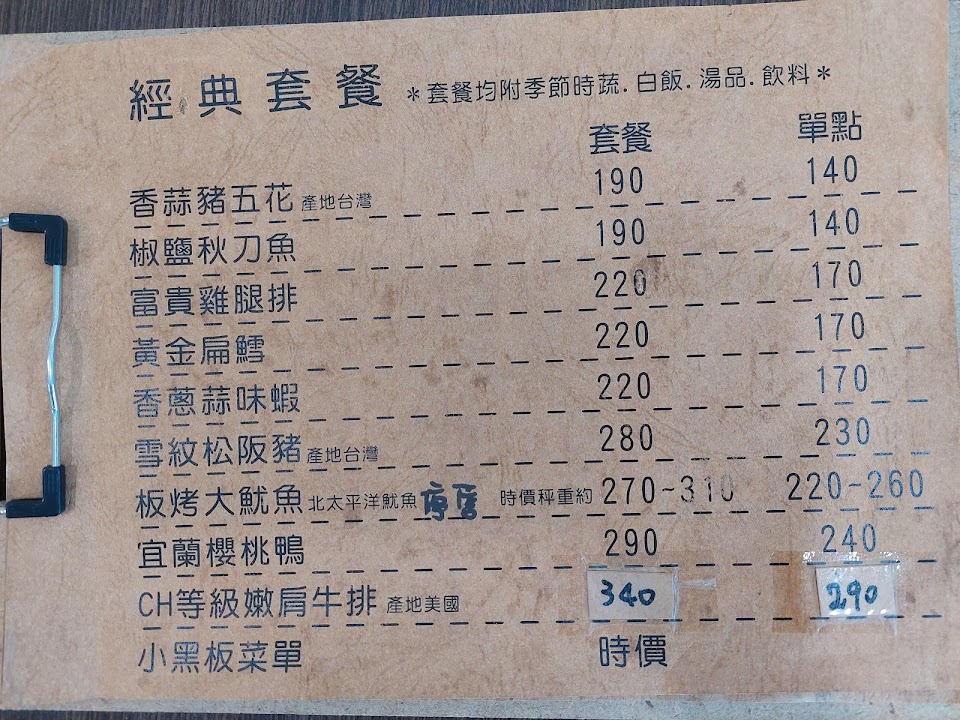 經典套餐 *套餐均附季節時蔬.白飯.湯品.飲料*
套餐 單點
香蒜豬五花 產地台灣 190 140
椒鹽秋刀魚 190 140
富貴雞腿排 220 170
黃金扁鱈 220 170
香蔥蒜味蝦 220 170
雪紋松阪豬 產地台灣 280 230
板烤大魷魚 北太平洋魷魚 時價秤重約 270~310 220~260
宜蘭櫻桃鴨 290 240
CH等級嫩肩牛排 產地美國 340 290
小黑板菜單 時價